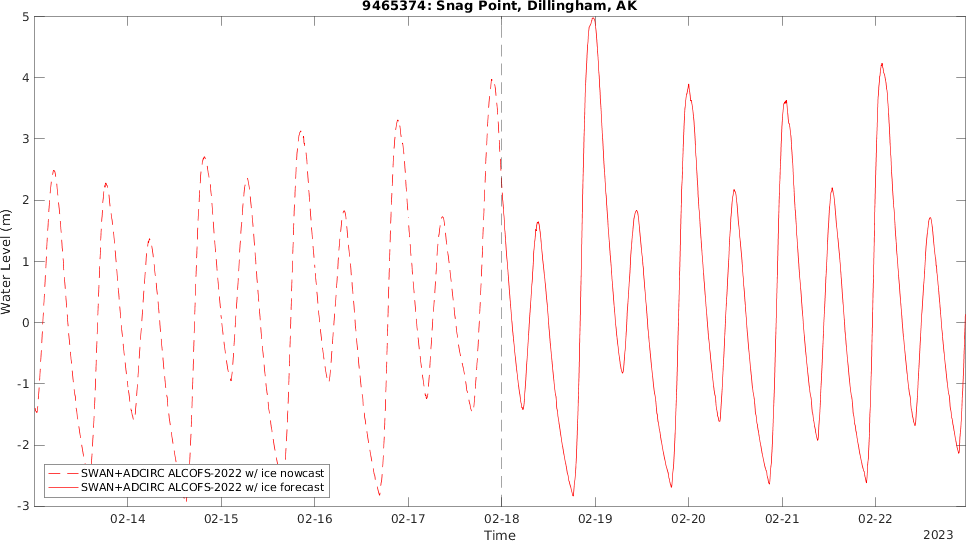 9465374: Snag Point, Dillingham, AK
Water Level (m)
5
4
3
2
1
0
-1
-2
-3
SWAN+ADCIRC ALCOFS-2022 w/ ice nowcast
SWAN+ADCIRC ALCOFS-2022 w/ ice forecast
02-14 02-15 02-16 02-17 02-18 02-19 02-20 02-21 02-22
Time
2023